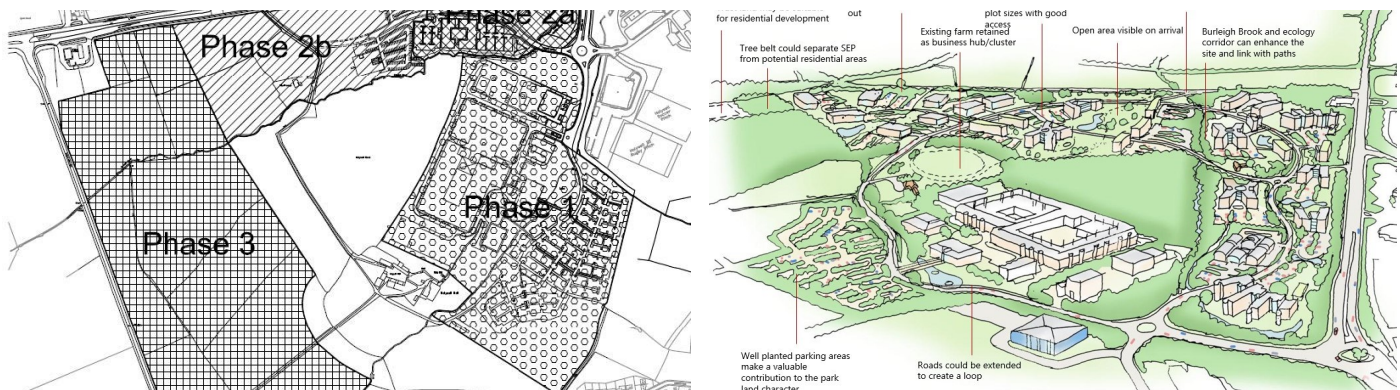 Phase 2a
Phase 2b
Phase 1
Phase 3
for residential development
out
plot sizes with good
access
Tree belt could separate SEP
from potential residential areas
Existing farm retained
as business hub/cluster
Open area visible on arrival
Burleigh Brook and ecology
corridor can enhance the
site and link with paths
Well planted parking areas
make a valuable
contribution to the park
land character
Roads could be extended
to create a loop